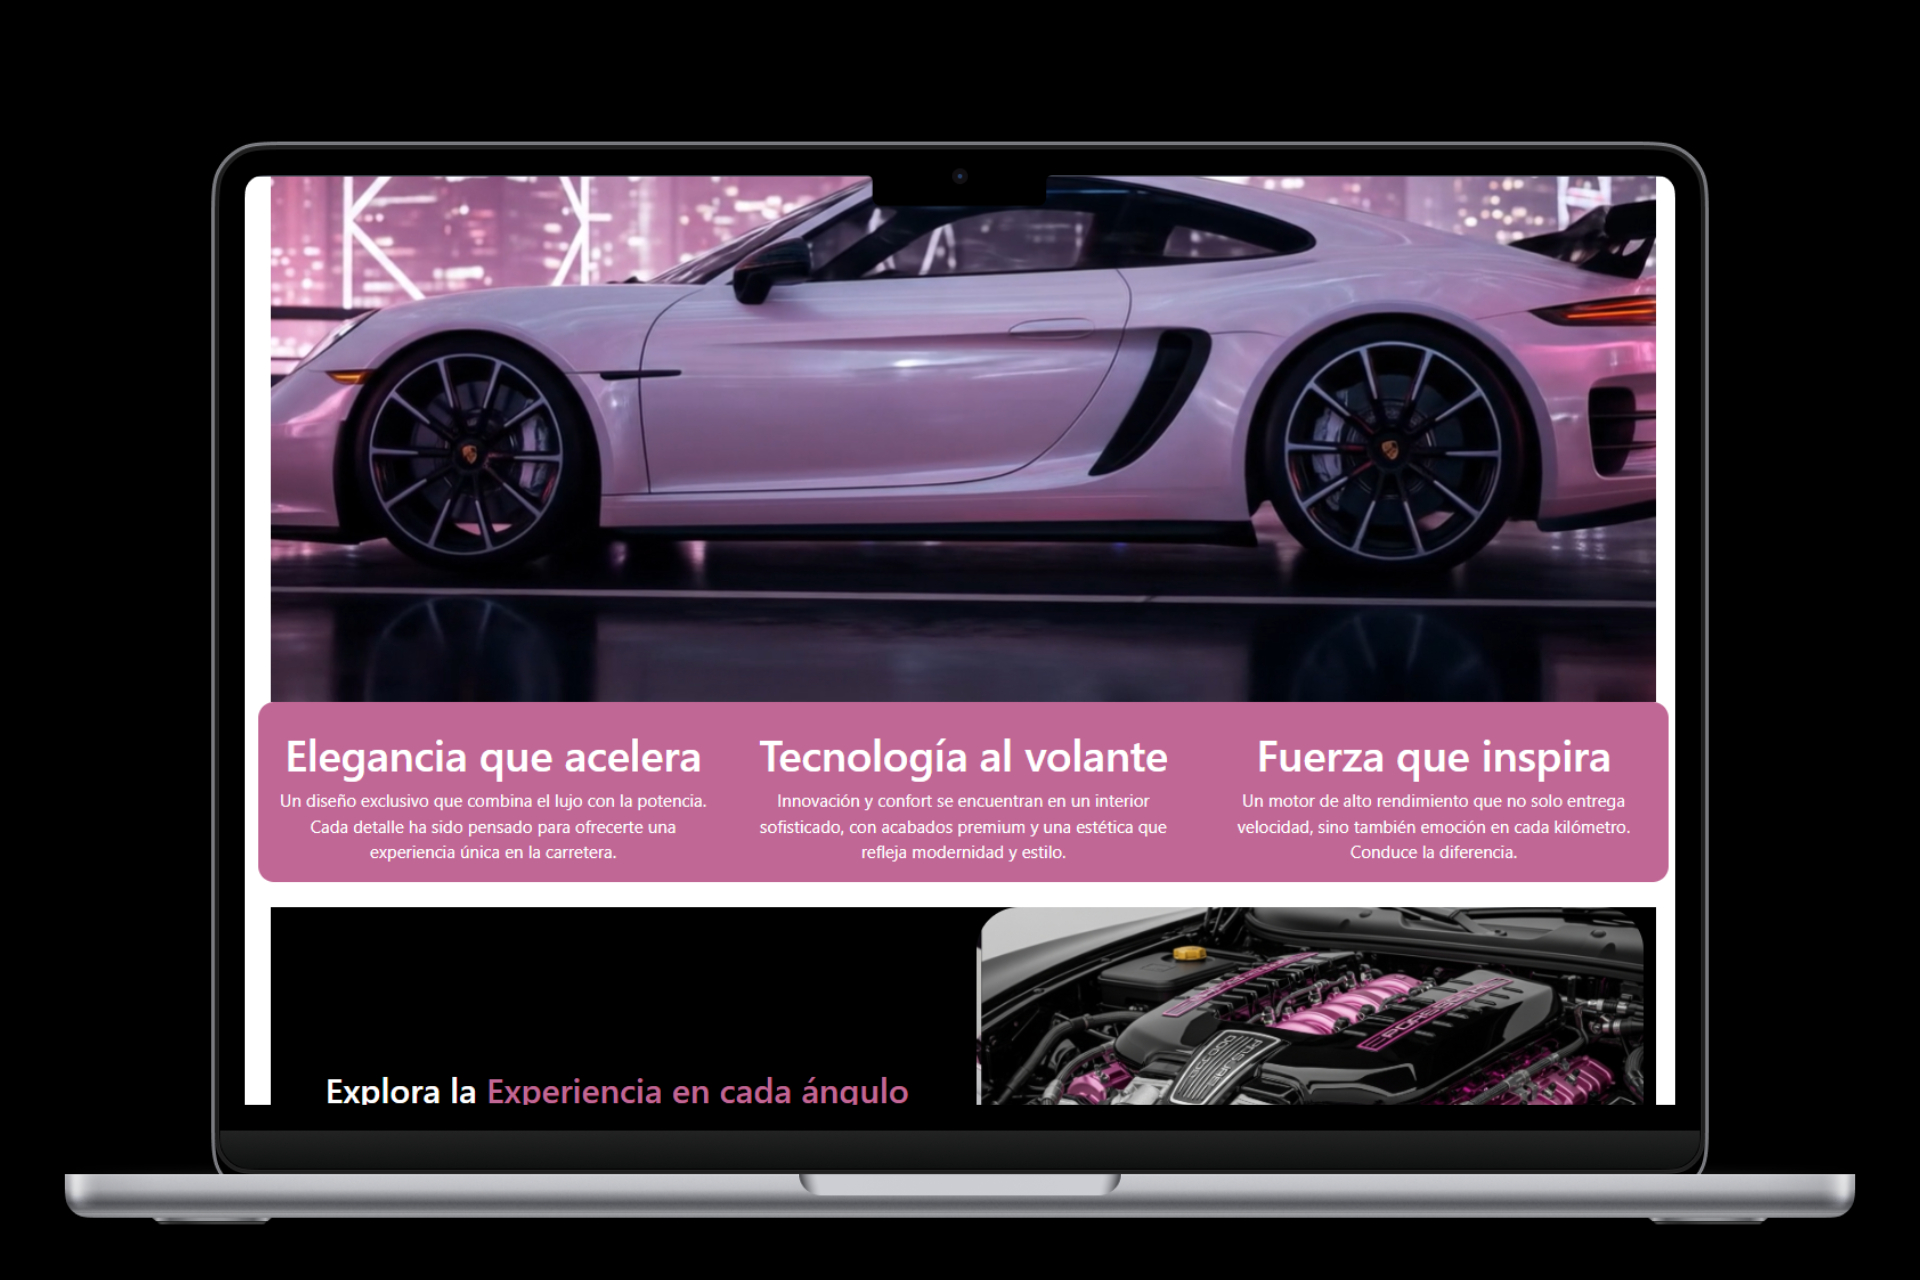 Elegancia que acelera
Un diseño exclusivo que combina el lujo con la potencia.
Cada detalle ha sido pensado para ofrecerte una
experiencia única en la carretera.
Tecnología al volante
Innovación y confort se encuentran en un interior
sofisticado, con acabados premium y una estética que
refleja modernidad y estilo.
Fuerza que inspira
Un motor de alto rendimiento que no solo entrega
velocidad, sino también emoción en cada kilómetro.
Conduce la diferencia.
Explora la Experiencia en cada ángulo